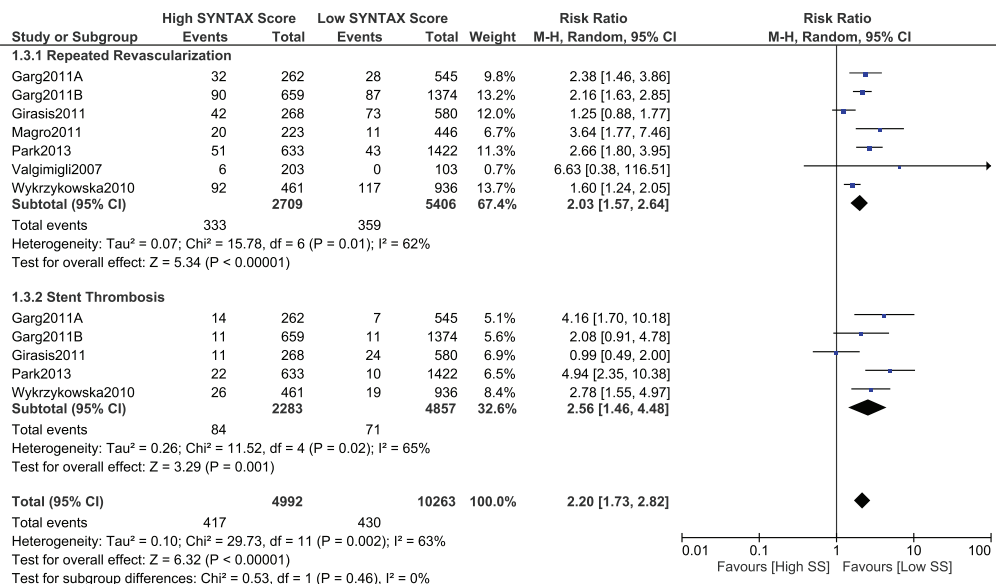 High SYNTAX Score Low SYNTAX Score Risk Ratio Risk Ratio
Study or Subgroup Events Total Events Total Weight M-H, Random, 95% CI M-H, Random, 95% CI
1.3.1 Repeated Revascularization
Garg2011A 32 262 28 545 9.8% 2.38 [1.46, 3.86]
Garg2011B 90 659 87 1374 13.2% 2.16 [1.63, 2.85]
Girasis2011 42 268 73 580 12.0% 1.25 [0.88, 1.77]
Magro2011 20 223 11 446 6.7% 3.64 [1.77, 7.46]
Park2013 51 633 43 1422 11.3% 2.66 [1.80, 3.95]
Valgimigli2007 6 203 0 103 0.7% 6.63 [0.38, 116.51]
Wykrzykowska2010 92 461 117 936 13.7% 1.60 [1.24, 2.05]
Subtotal (95% CI) 2709 5406 67.4% 2.03 [1.57, 2.64]
Total events 333 359
Heterogeneity: Tau² = 0.07; Chi² = 15.78, df = 6 (P = 0.01); I² = 62%
Test for overall effect: Z = 5.34 (P < 0.00001)
1.3.2 Stent Thrombosis
Garg2011A 14 262 7 545 5.1% 4.16 [1.70, 10.18]
Garg2011B 11 659 11 1374 5.6% 2.08 [0.91, 4.78]
Girasis2011 11 268 24 580 6.9% 0.99 [0.49, 2.00]
Park2013 22 633 10 1422 6.5% 4.94 [2.35, 10.38]
Wykrzykowska2010 26 461 19 936 8.4% 2.78 [1.55, 4.97]
Subtotal (95% CI) 2283 4857 32.6% 2.56 [1.46, 4.48]
Total events 84 71
Heterogeneity: Tau² = 0.26; Chi² = 11.52, df = 4 (P = 0.02); I² = 65%
Test for overall effect: Z = 3.29 (P = 0.001)
Total (95% CI) 4992 10263 100.0% 2.20 [1.73, 2.82]
Total events 417 430
Heterogeneity: Tau² = 0.10; Chi² = 29.73, df = 11 (P = 0.002); I² = 63%
Test for overall effect: Z = 6.32 (P < 0.00001)
Test for subgroup differences: Chi² = 0.53, df = 1 (P = 0.46), I² = 0%
0.01 0.1 1 10 100
Favours [High SS] Favours [Low SS]